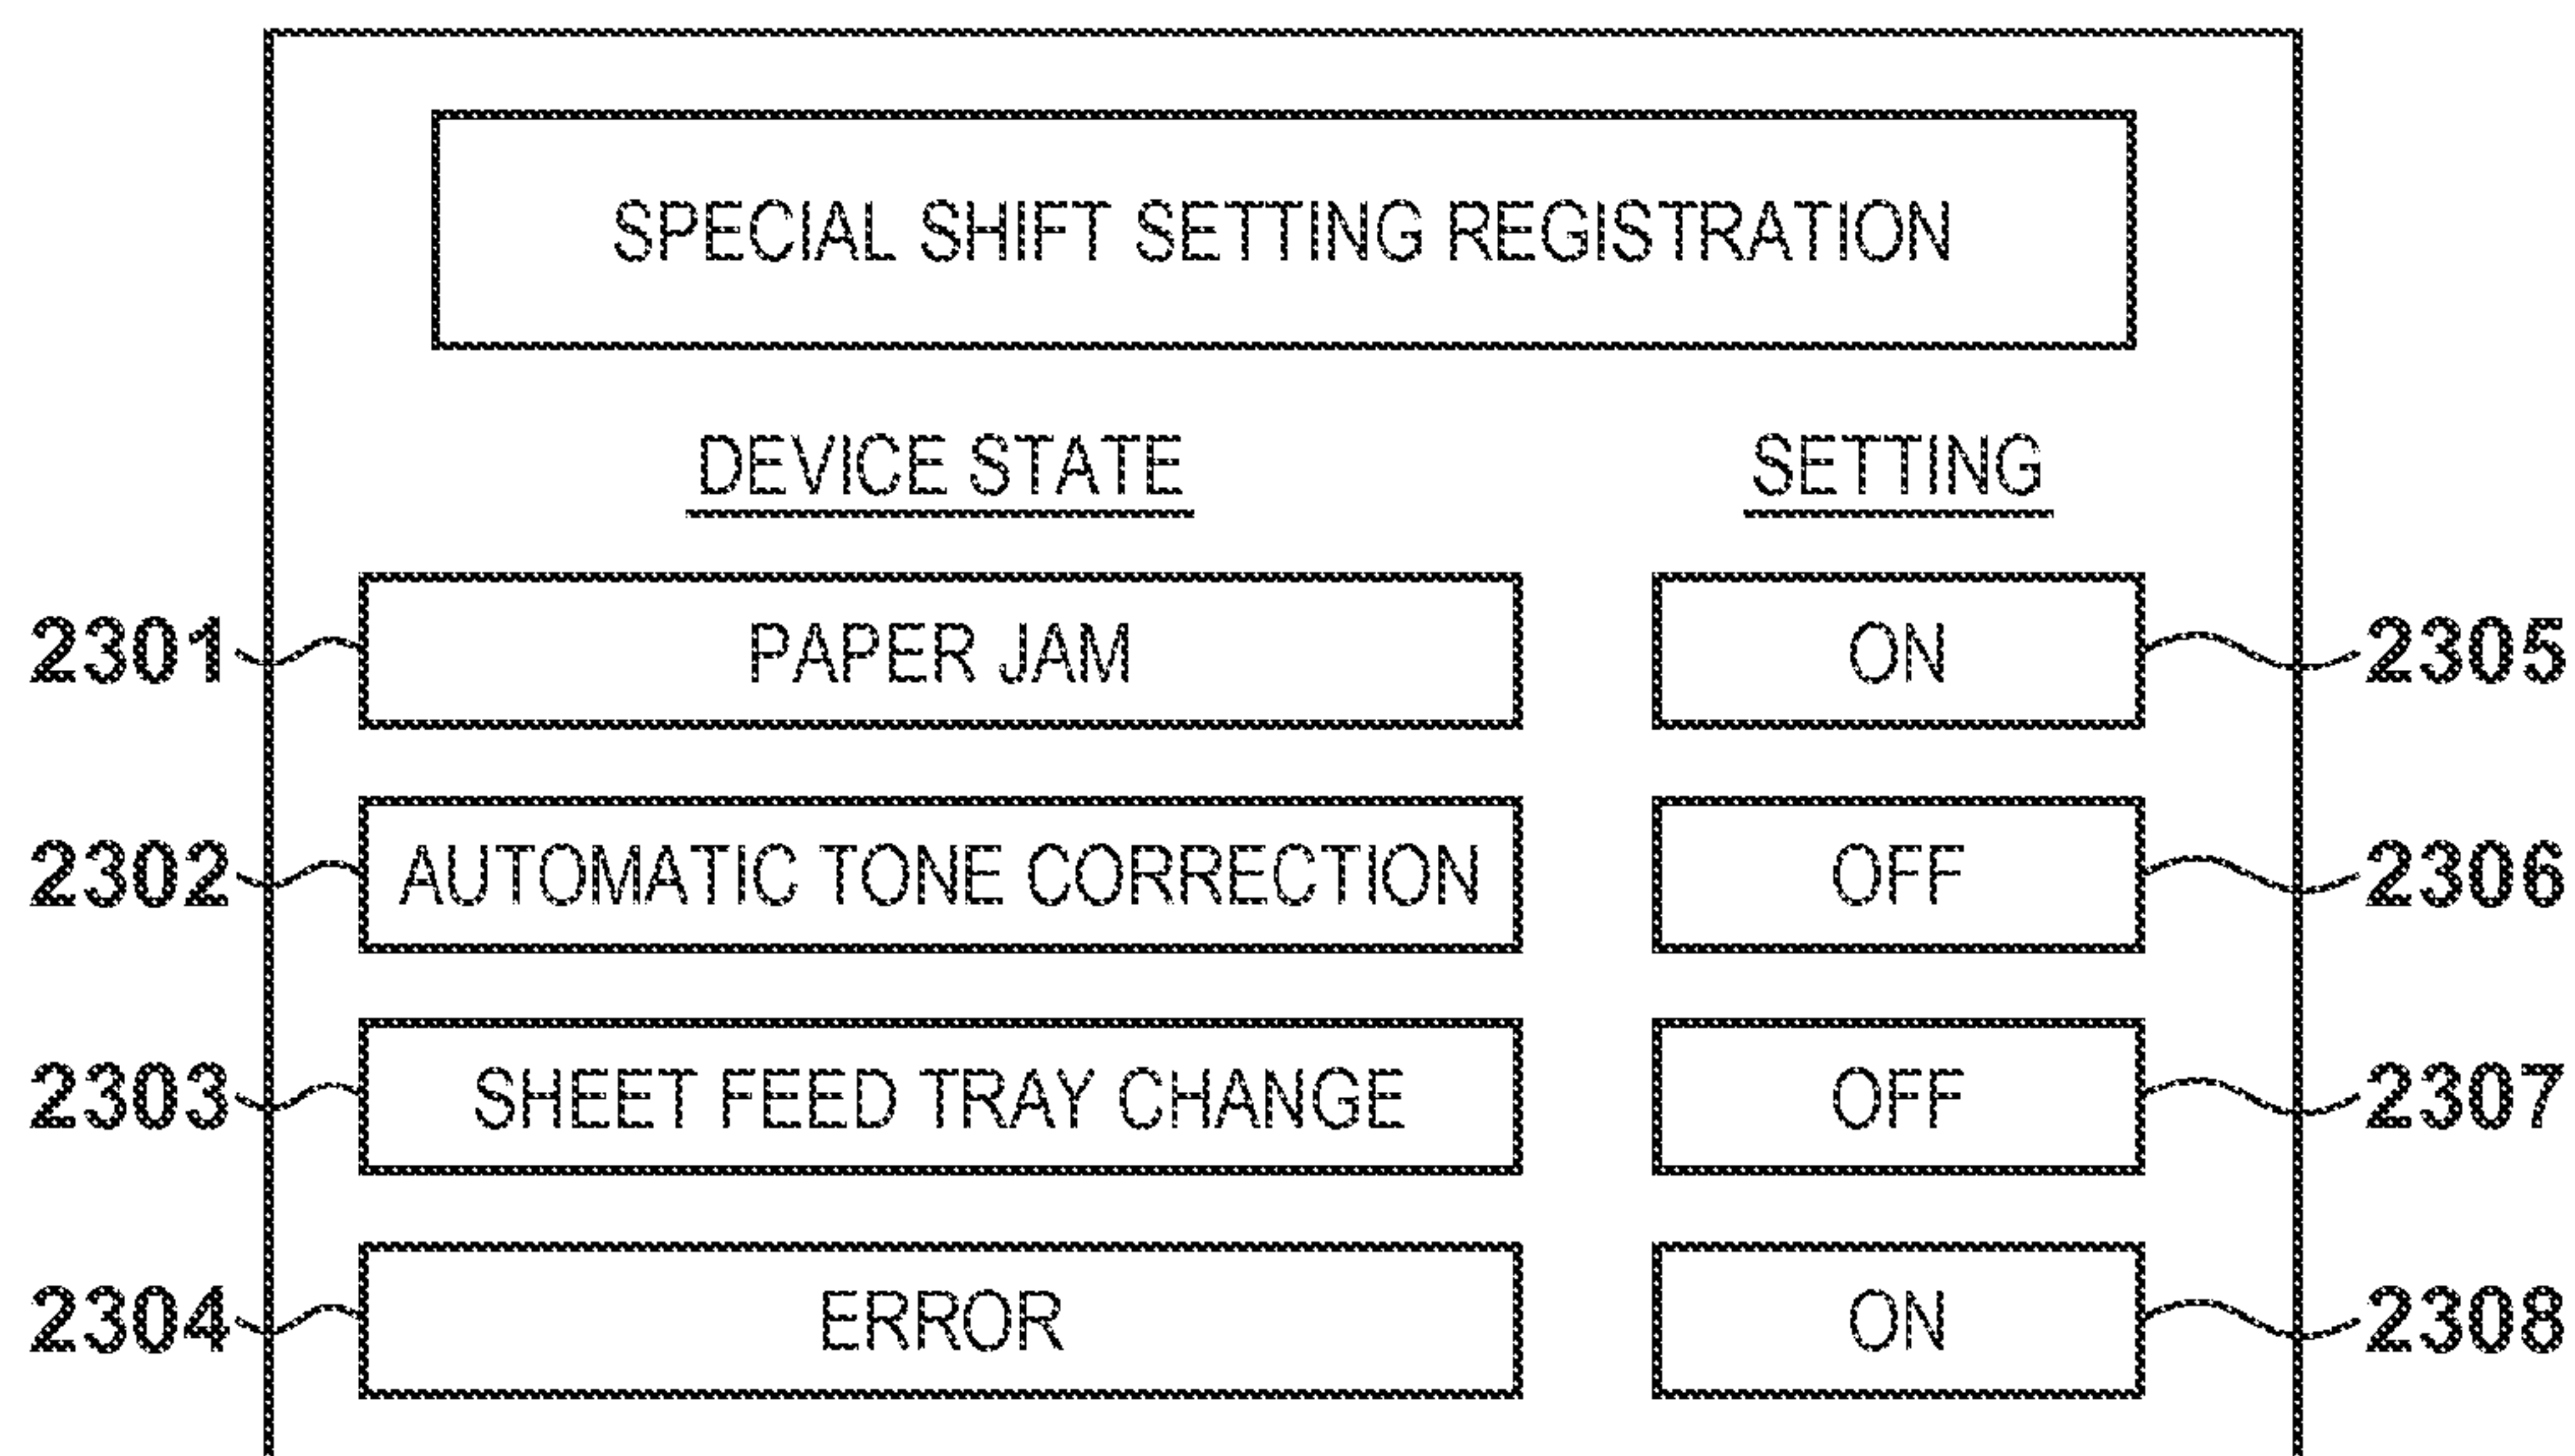 SPECIAL SHIFT SETTING REGISTRATION
DEVICE STATE SETTING
2301 PAPER JAM ON 2305
2302 AUTOMATIC TONE CORRECTION OFF 2306
2303 SHEET FEED TRAY CHANGE OFF 2307
2304 ERROR ON 2308